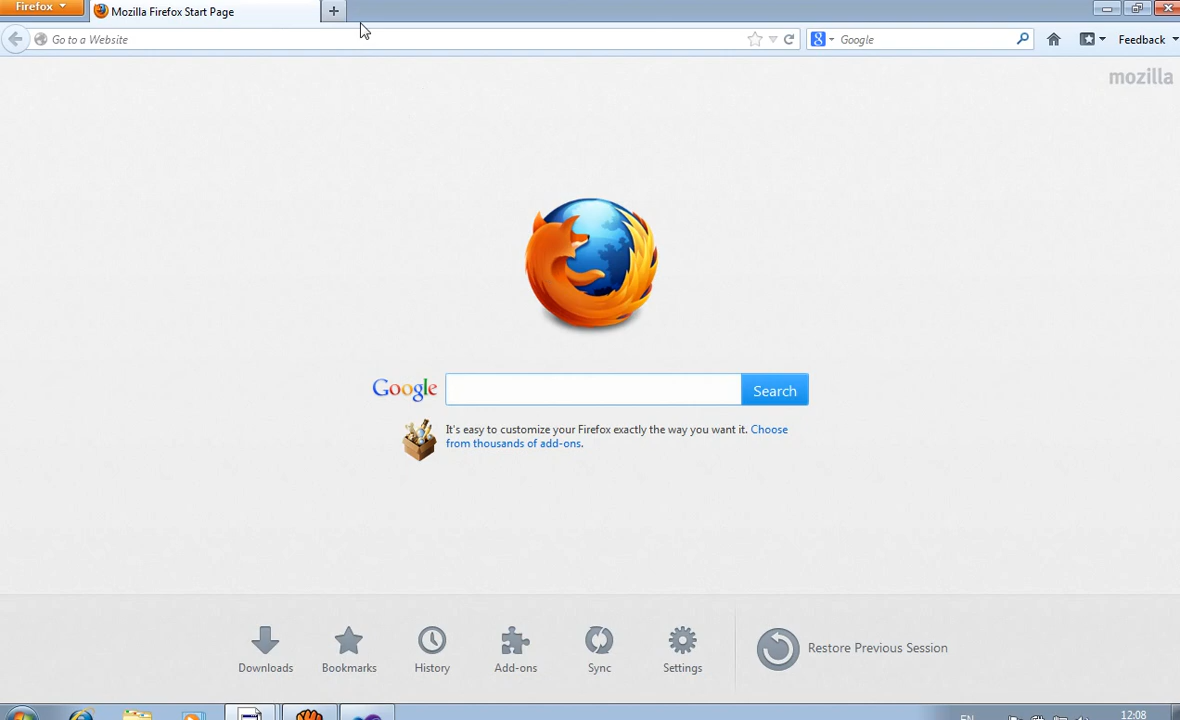 Firefox
Mozilla Firefox Start Page
Go to a Website
Google
Feedback
mozilla
Google
Search
It's easy to customize your Firefox exactly the way you want it. Choose
from thousands of add-ons.
Downloads
Bookmarks
History
Add-ons
Sync
Settings
Restore Previous Session
EN
12:08